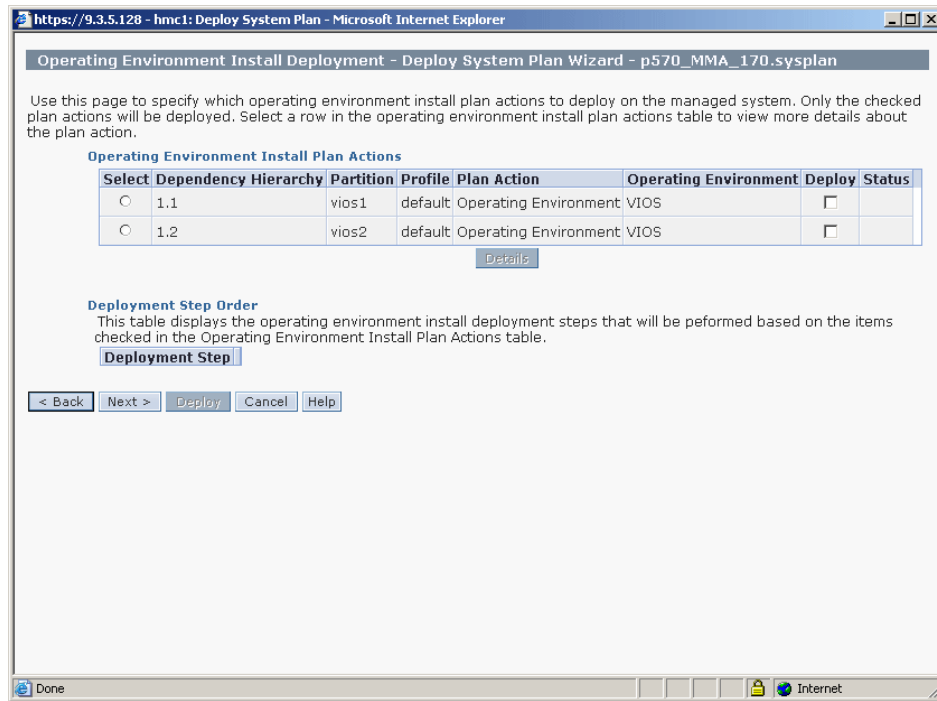 https://9.3.5.128 - hmc1: Deploy System Plan - Microsoft Internet Explorer
Operating Environment Install Deployment - Deploy System Plan Wizard - p570_MMA_170.sysplan
Use this page to specify which operating environment install plan actions to deploy on the managed system. Only the checked
plan actions will be deployed. Select a row in the operating environment install plan actions table to view more details about
the plan action.
Operating Environment Install Plan Actions
Select Dependency Hierarchy Partition Profile Plan Action Operating Environment Deploy Status
1.1 vios1 default Operating Environment VIOS
1.2 vios2 default Operating Environment VIOS
Details
Deployment Step Order
This table displays the operating environment install deployment steps that will be peformed based on the items
checked in the Operating Environment Install Plan Actions table.
Deployment Step
< Back Next > Deploy Cancel Help
Done Internet